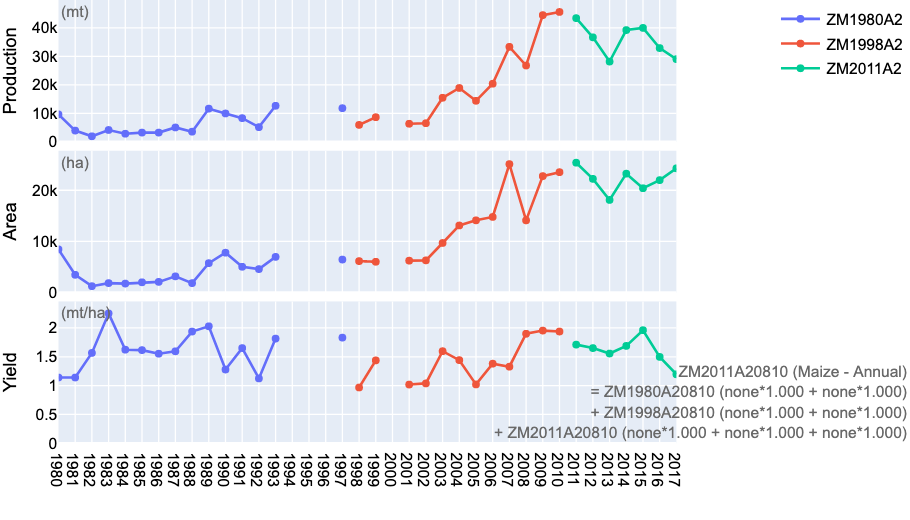 (mt)
Production
40k
30k
20k
10k
0
ZM1980A2
ZM1998A2
ZM2011A2
(ha)
Area
20k
10k
0
(mt/ha)
Yield
2
1.5
1
0.5
0
ZM2011A20810 (Maize - Annual)
= ZM1980A20810 (none*1.000 + none*1.000)
+ ZM1998A20810 (none*1.000 + none*1.000)
+ ZM2011A20810 (none*1.000 + none*1.000 + none*1.000)
1980 1981 1982 1983 1984 1985 1986 1987 1988 1989 1990 1991 1992 1993 1994 1995 1996 1997 1998 1999 2000 2001 2002 2003 2004 2005 2006 2007 2008 2009 2010 2011 2012 2013 2014 2015 2016 2017